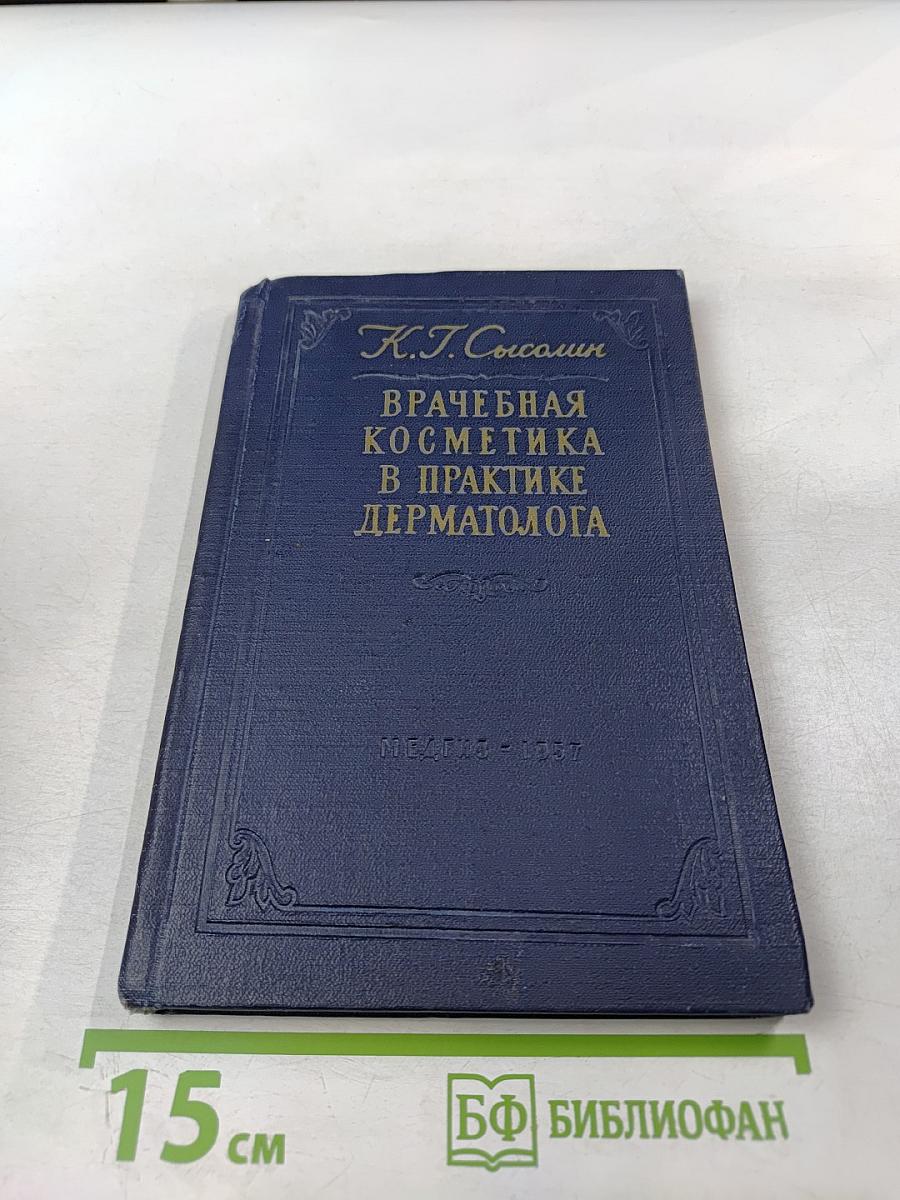 К. Г. Сысолин
ВРАЧЕБНАЯ
КОСМЕТИКА
В ПРАКТИКЕ
ДЕРМАТОЛОГА
МЕДГИЗ - 1957
15 см
БФ БИБЛИОФАН